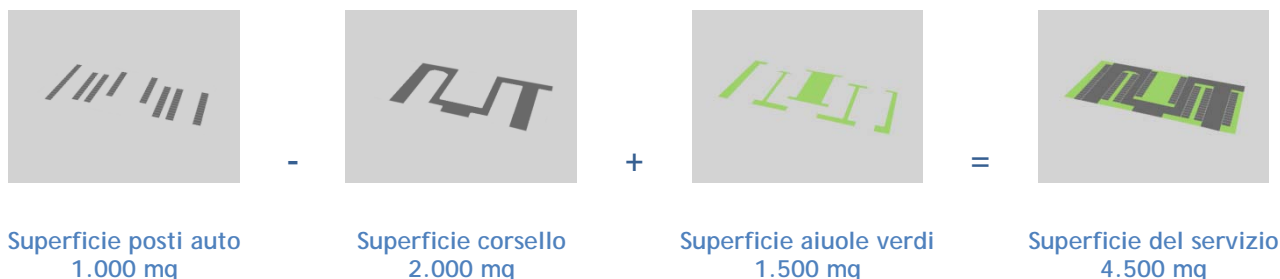 - + =
Superficie posti auto Superficie corsello Superficie aiuole verdi Superficie del servizio
1.000 mq 2.000 mq 1.500 mq 4.500 mq